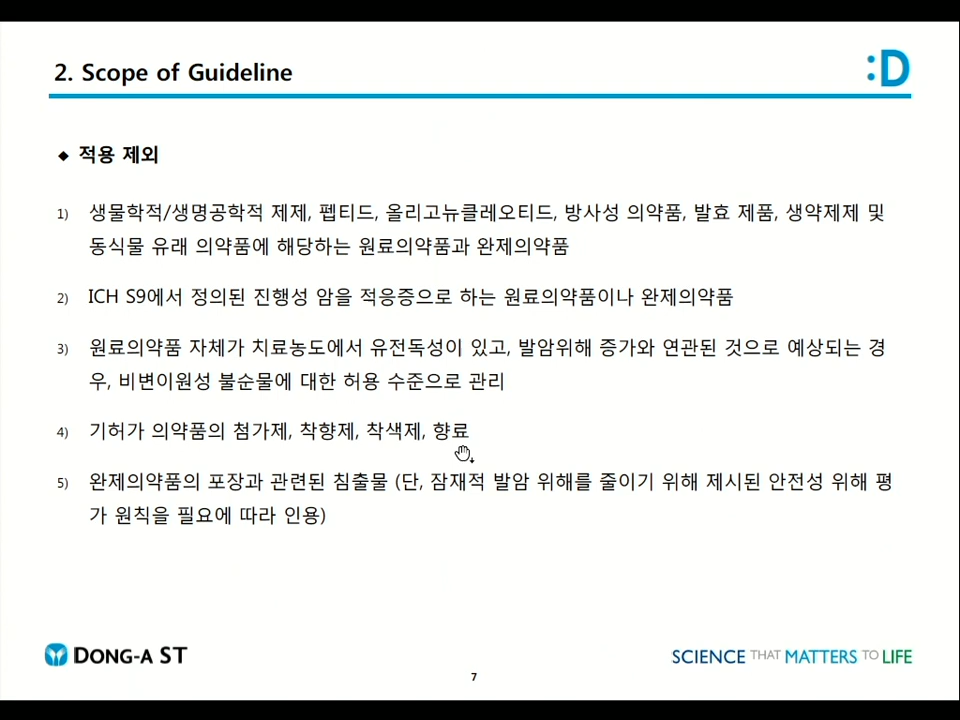 2. Scope of Guideline
:D
◆ 적용 제외
1) 생물학적/생명공학적 제제, 펩티드, 올리고뉴클레오티드, 방사성 의약품, 발효 제품, 생약제제 및
동식물 유래 의약품에 해당하는 원료의약품과 완제의약품
2) ICH S9에서 정의된 진행성 암을 적응증으로 하는 원료의약품이나 완제의약품
3) 원료의약품 자체가 치료농도에서 유전독성이 있고, 발암위해 증가와 연관된 것으로 예상되는 경
우, 비변이원성 불순물에 대한 허용 수준으로 관리
4) 기허가 의약품의 첨가제, 착향제, 착색제, 향료
5) 완제의약품의 포장과 관련된 침출물 (단, 잠재적 발암 위해를 줄이기 위해 제시된 안전성 위해 평
가 원칙을 필요에 따라 인용)
DONG-A ST
SCIENCE THAT MATTERS TO LIFE
7